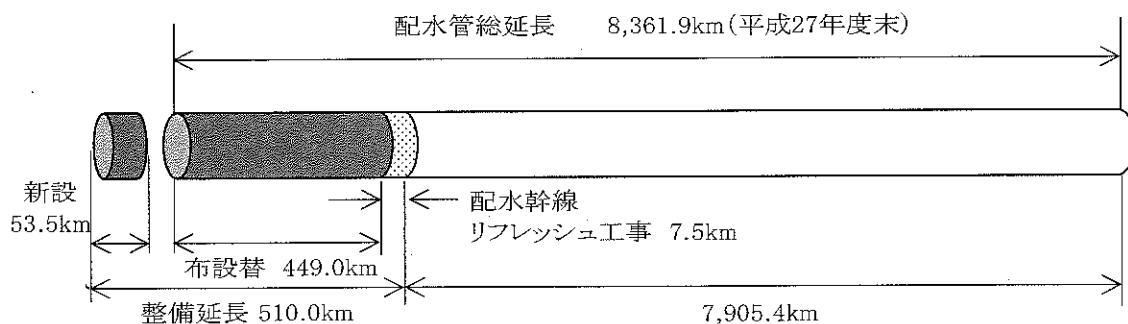 配水管総延長 8,361.9km(平成27年度末)
新設
53.5km
配水幹線
リフレッシュ工事 7.5km
布設替 449.0km
整備延長 510.0km
7,905.4km